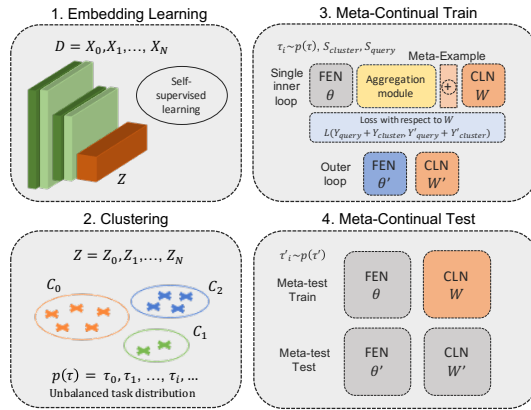 1. Embedding Learning
D = X_0, X_1, ..., X_N
Self-
supervised
learning
Z
2. Clustering
Z = Z_0, Z_1, ..., Z_N
C_0
C_2
C_1
p(τ) = τ_0, τ_1, ..., τ_i, ...
Unbalanced task distribution
3. Meta-Continual Train
τ_i~p(τ), S_cluster, S_query
Meta-Example
Single
inner
loop
FEN
θ
Aggregation
module
+
CLN
W
Loss with respect to W
L(Y_query + Y_cluster, Y'_query + Y'_cluster)
Outer
loop
FEN
θ'
CLN
W'
4. Meta-Continual Test
τ'_i~p(τ')
Meta-test
Train
FEN
θ
CLN
W
Meta-test
Test
FEN
θ'
CLN
W'